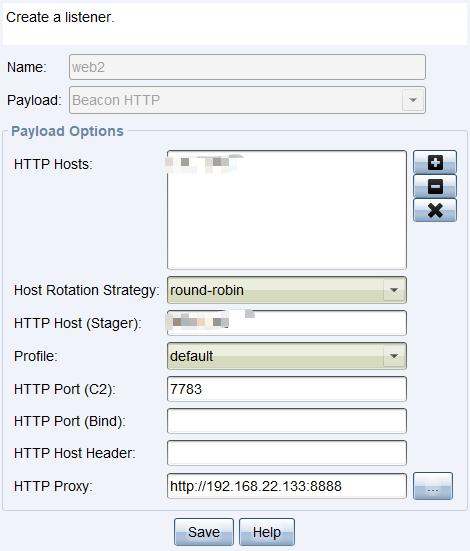 Create a listener.
Name: web2
Payload: Beacon HTTP
Payload Options
HTTP Hosts:
Host Rotation Strategy: round-robin
HTTP Host (Stager):
Profile: default
HTTP Port (C2): 7783
HTTP Port (Bind):
HTTP Host Header:
HTTP Proxy: http://192.168.22.133:8888 ...
Save Help